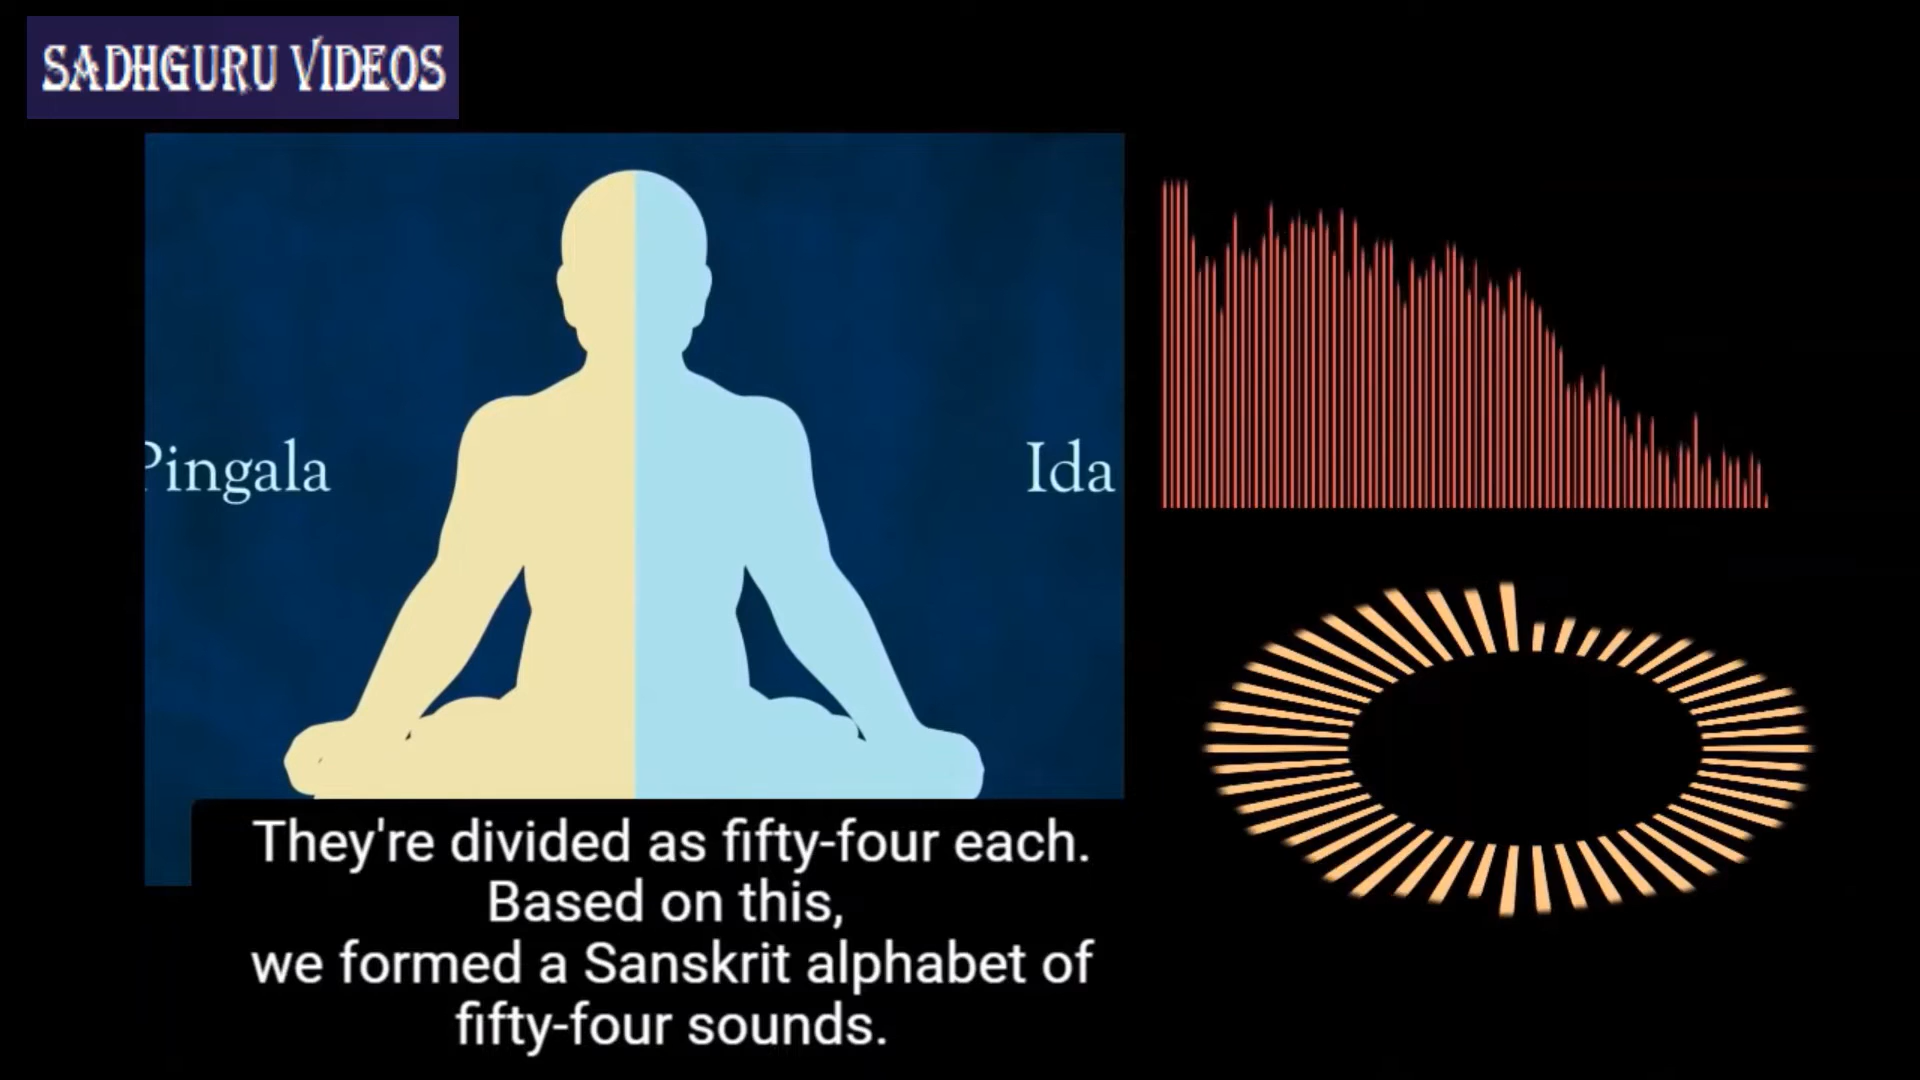 SADHGURU VIDEOS
Pingala
Ida
They're divided as fifty-four each.
Based on this,
we formed a Sanskrit alphabet of
fifty-four sounds.